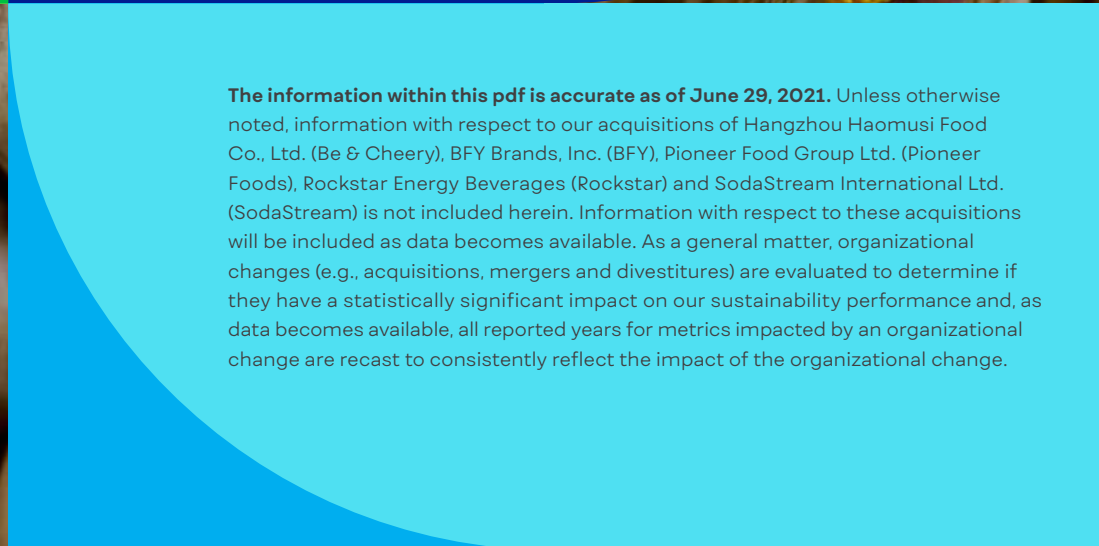 The information within this pdf is accurate as of June 29, 2021. Unless otherwise
noted, information with respect to our acquisitions of Hangzhou Haomusi Food
Co., Ltd. (Be & Cheery), BFY Brands, Inc. (BFY), Pioneer Food Group Ltd. (Pioneer
Foods), Rockstar Energy Beverages (Rockstar) and SodaStream International Ltd.
(SodaStream) is not included herein. Information with respect to these acquisitions
will be included as data becomes available. As a general matter, organizational
changes (e.g., acquisitions, mergers and divestitures) are evaluated to determine if
they have a statistically significant impact on our sustainability performance and, as
data becomes available, all reported years for metrics impacted by an organizational
change are recast to consistently reflect the impact of the organizational change.